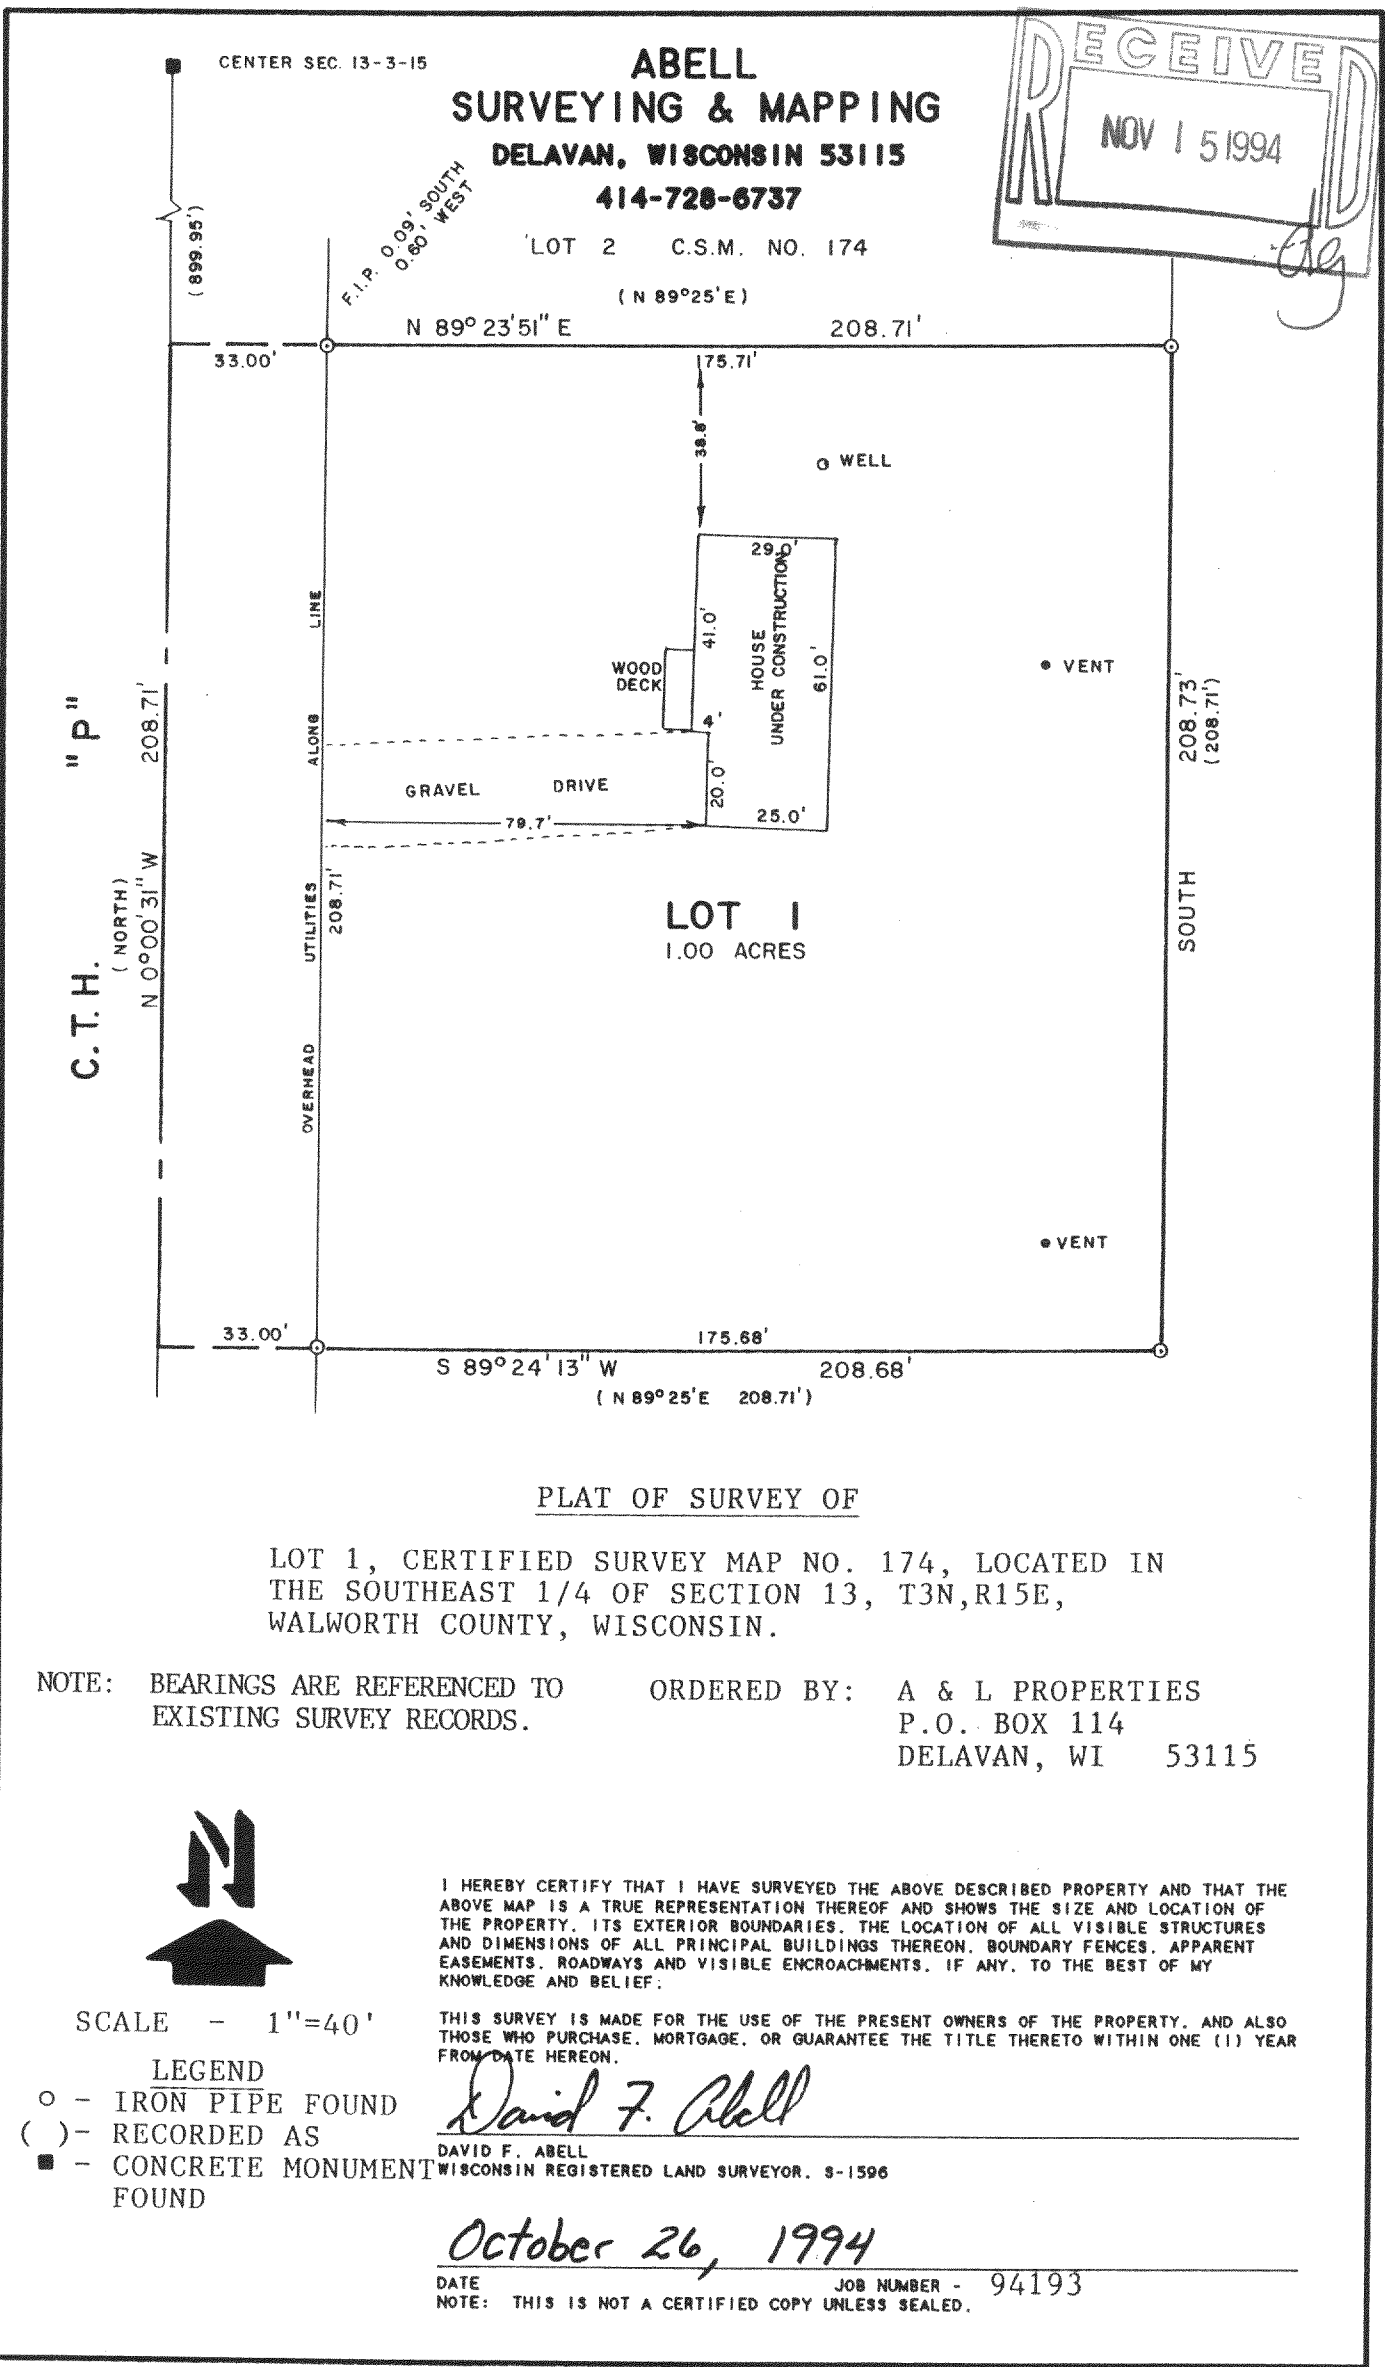 CENTER SEC. 13-3-15
ABELL
SURVEYING & MAPPING
DELAVAN, WISCONSIN 53115
414-728-6737
RECEIVED
NOV 15 1994
(899.95')
F.I.P. 0.09' SOUTH
0.60' WEST
LOT 2 C.S.M. NO. 174
(N 89°25'E)
N 89°23'51" E 208.71'
33.00'
175.71'
38.8'
WELL
29.0'
HOUSE
UNDER CONSTRUCTION
41.0'
61.0'
WOOD
DECK
4'
VENT
20.0'
25.0'
GRAVEL DRIVE
79.7'
OVERHEAD UTILITIES ALONG LINE
208.71'
C.T.H. "P"
(NORTH)
N 0°00'31" W 208.71'
SOUTH 208.73'
(208.71')
LOT 1
1.00 ACRES
VENT
33.00'
175.68'
S 89°24'13" W 208.68'
(N 89°25'E 208.71')
PLAT OF SURVEY OF
LOT 1, CERTIFIED SURVEY MAP NO. 174, LOCATED IN
THE SOUTHEAST 1/4 OF SECTION 13, T3N,R15E,
WALWORTH COUNTY, WISCONSIN.
NOTE: BEARINGS ARE REFERENCED TO
EXISTING SURVEY RECORDS.
ORDERED BY: A & L PROPERTIES
P.O. BOX 114
DELAVAN, WI 53115
N
SCALE - 1"=40'
LEGEND
○ - IRON PIPE FOUND
( )- RECORDED AS
■ - CONCRETE MONUMENT
FOUND
I HEREBY CERTIFY THAT I HAVE SURVEYED THE ABOVE DESCRIBED PROPERTY AND THAT THE
ABOVE MAP IS A TRUE REPRESENTATION THEREOF AND SHOWS THE SIZE AND LOCATION OF
THE PROPERTY, ITS EXTERIOR BOUNDARIES, THE LOCATION OF ALL VISIBLE STRUCTURES
AND DIMENSIONS OF ALL PRINCIPAL BUILDINGS THEREON, BOUNDARY FENCES, APPARENT
EASEMENTS, ROADWAYS AND VISIBLE ENCROACHMENTS, IF ANY, TO THE BEST OF MY
KNOWLEDGE AND BELIEF;
THIS SURVEY IS MADE FOR THE USE OF THE PRESENT OWNERS OF THE PROPERTY, AND ALSO
THOSE WHO PURCHASE, MORTGAGE, OR GUARANTEE THE TITLE THERETO WITHIN ONE (1) YEAR
FROM DATE HEREON.
David F. Abell
DAVID F. ABELL
WISCONSIN REGISTERED LAND SURVEYOR, S-1596
October 26, 1994
DATE JOB NUMBER - 94193
NOTE: THIS IS NOT A CERTIFIED COPY UNLESS SEALED.